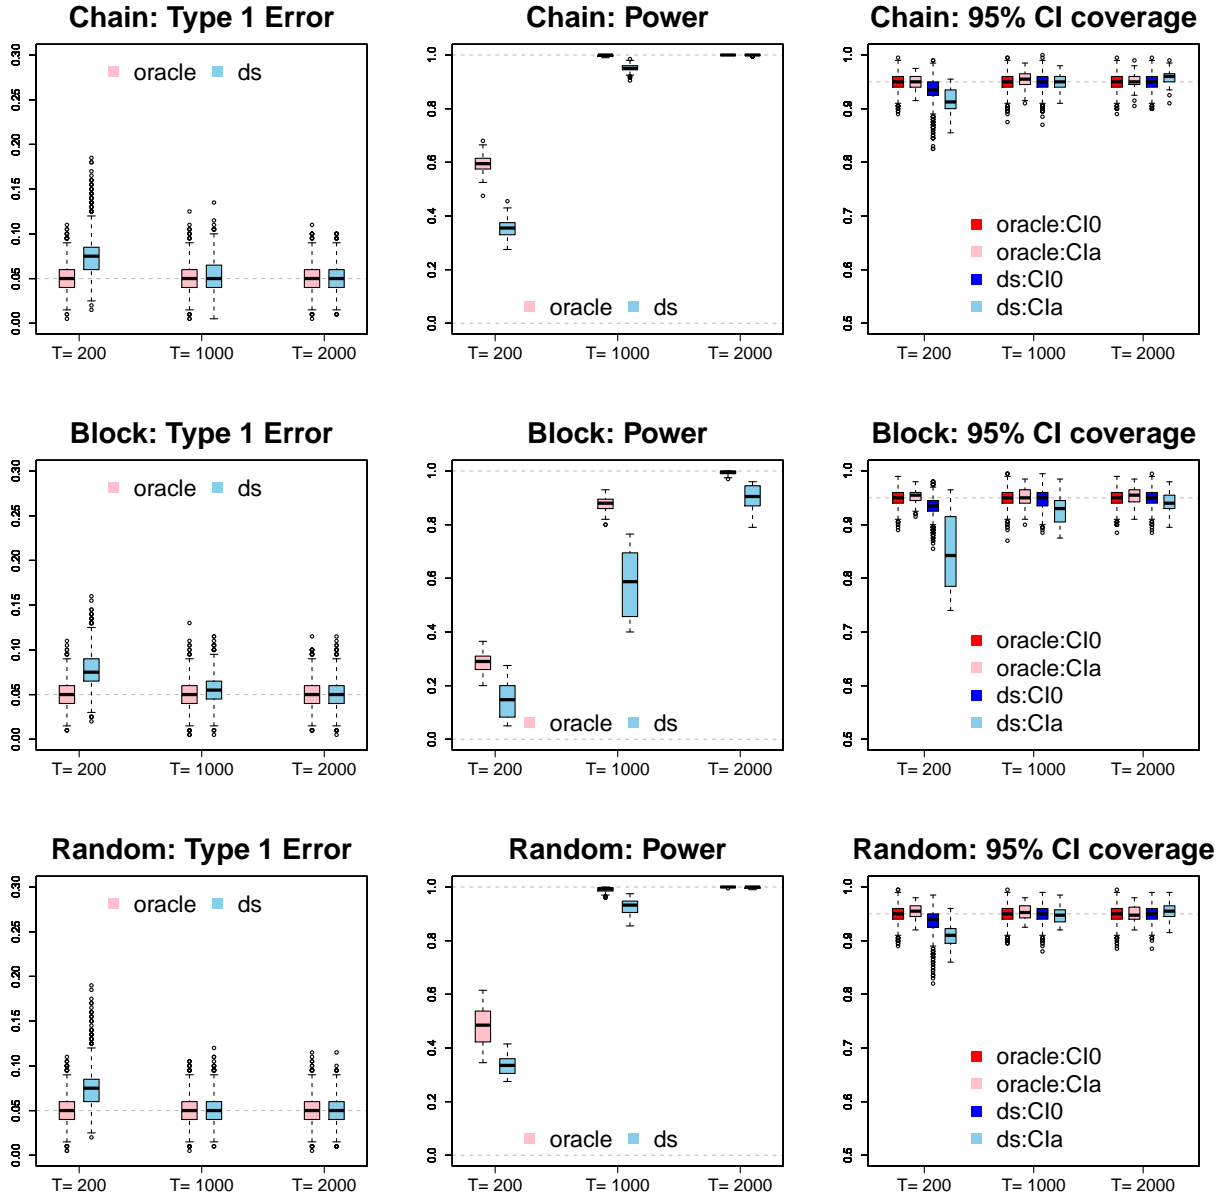 Chain: Type 1 Error
0.30
0.25
0.20
0.15
0.10
0.05
0.00
oracle ds
T= 200 T= 1000 T= 2000
Chain: Power
1.0
0.8
0.6
0.4
0.2
0.0
oracle ds
T= 200 T= 1000 T= 2000
Chain: 95% CI coverage
1.0
0.9
0.8
0.7
0.6
0.5
oracle:CI0
oracle:CIa
ds:CI0
ds:CIa
T= 200 T= 1000 T= 2000
Block: Type 1 Error
0.30
0.25
0.20
0.15
0.10
0.05
0.00
oracle ds
T= 200 T= 1000 T= 2000
Block: Power
1.0
0.8
0.6
0.4
0.2
0.0
oracle ds
T= 200 T= 1000 T= 2000
Block: 95% CI coverage
1.0
0.9
0.8
0.7
0.6
0.5
oracle:CI0
oracle:CIa
ds:CI0
ds:CIa
T= 200 T= 1000 T= 2000
Random: Type 1 Error
0.30
0.25
0.20
0.15
0.10
0.05
0.00
oracle ds
T= 200 T= 1000 T= 2000
Random: Power
1.0
0.8
0.6
0.4
0.2
0.0
oracle ds
T= 200 T= 1000 T= 2000
Random: 95% CI coverage
1.0
0.9
0.8
0.7
0.6
0.5
oracle:CI0
oracle:CIa
ds:CI0
ds:CIa
T= 200 T= 1000 T= 2000